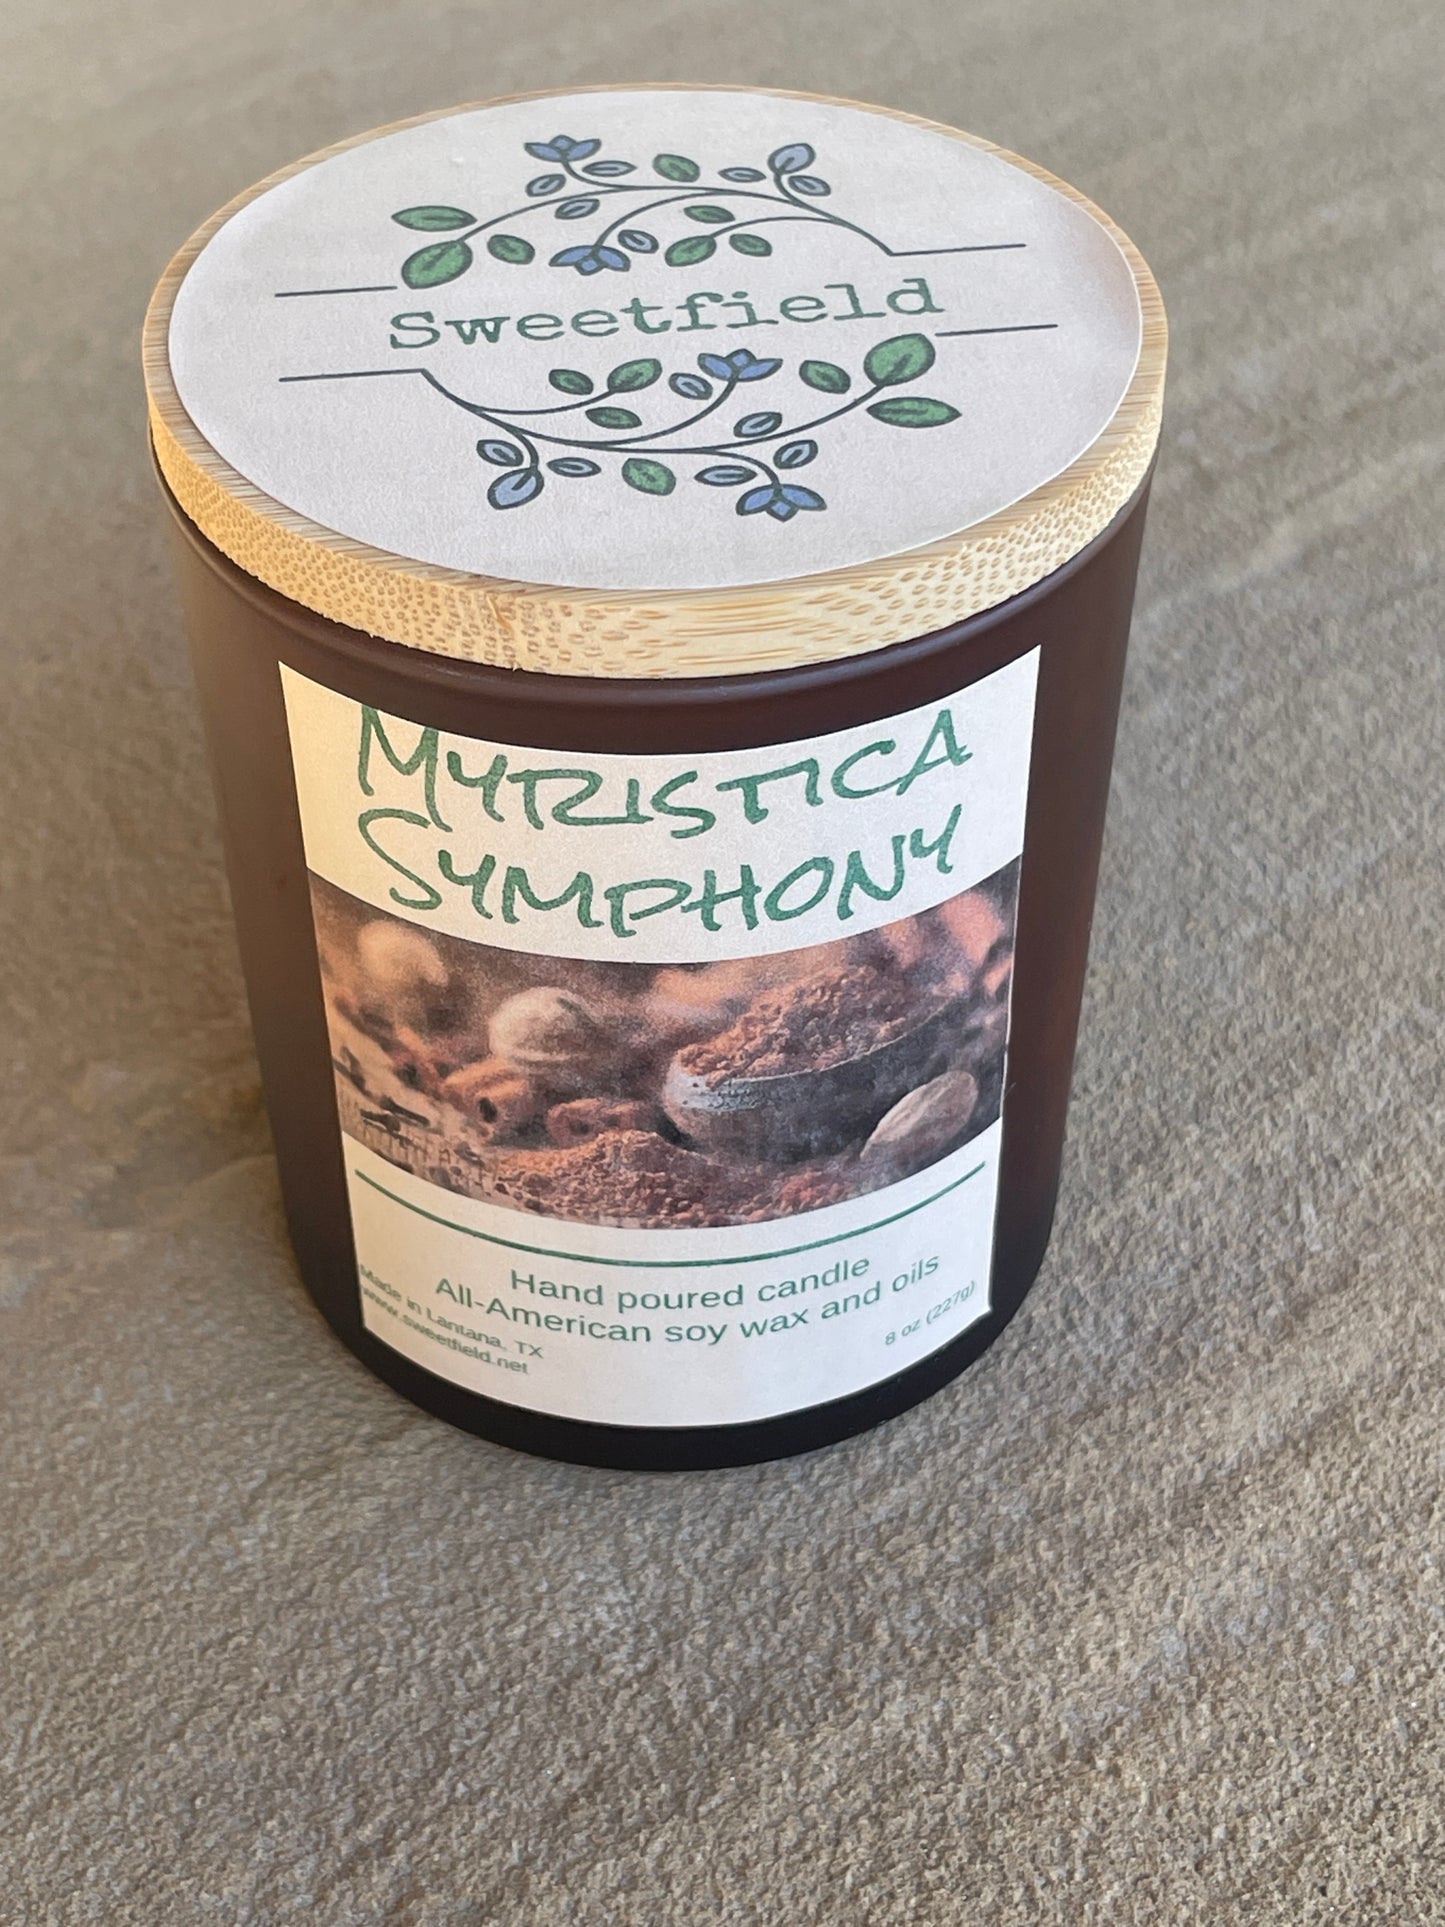 Sweetfield
MYRISTICA
SYMPHONY
Hand poured candle
All-American soy wax and oils
Made in Lantana, TX
www.sweetfield.net
8 oz (227g)